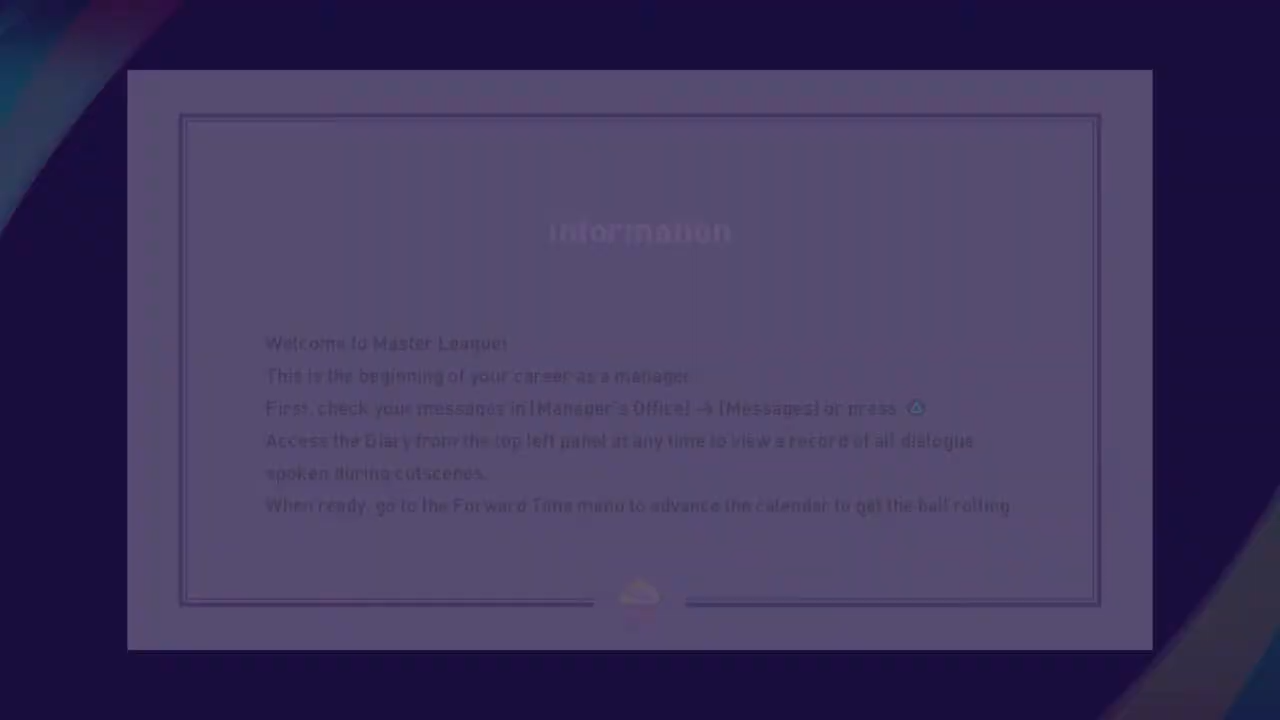 Information
Welcome to Master League!
This is the beginning of your career as a manager.
First, check your messages in [Manager's Office] → [Messages] or press
Access the Diary from the top left panel at any time to view a record of all dialogue
spoken during cutscenes.
When ready, go to the Forward Time menu to advance the calendar to get the ball rolling.